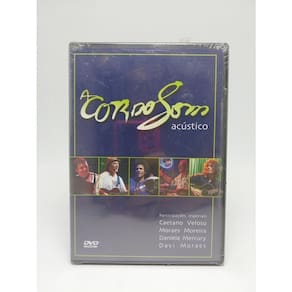 A COR DO SOM
acústico
Participações especiais
Caetano Veloso
Moraes Moreira
Daniela Mercury
Davi Moraes
DVD